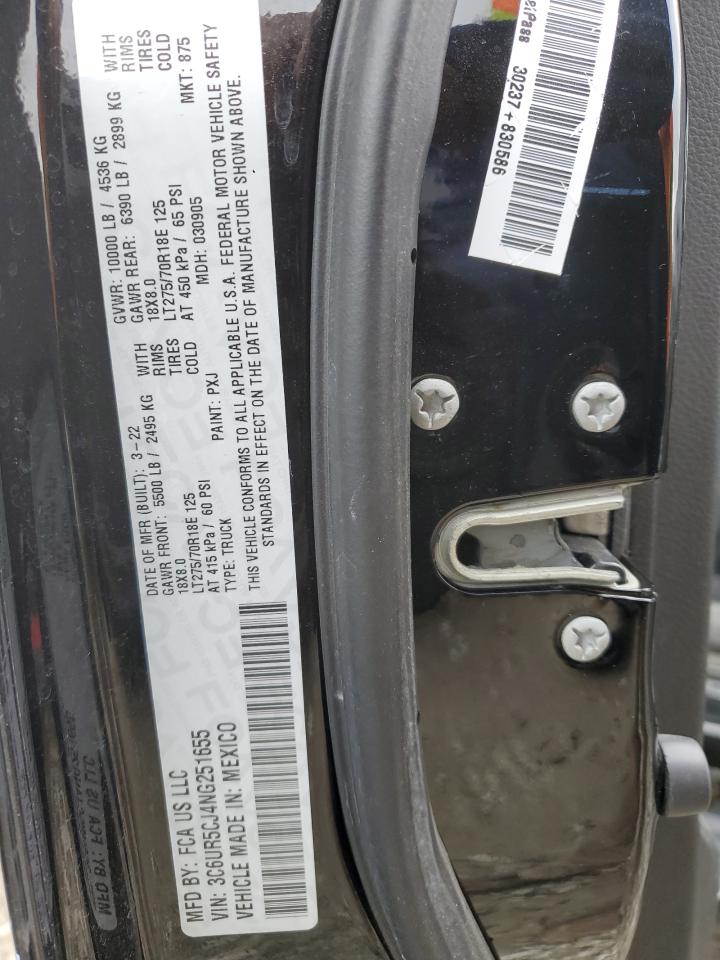 MFD BY: FCA US LLC
VIN: 3C6UR5CJ4NG251655
VEHICLE MADE IN: MEXICO
DATE OF MFR (BUILT): 3-22 GVWR: 10000 LB / 4536 KG
GAWR FRONT: 5500 LB / 2495 KG WITH GAWR REAR: 6390 LB / 2899 KG WITH
18X8.0 RIMS 18X8.0 RIMS
LT275/70R18E 125 TIRES LT275/70R18E 125 TIRES
AT 415 kPa / 60 PSI COLD AT 450 kPa / 65 PSI COLD
TYPE: TRUCK PAINT: PXJ MDH: 030905 MKT: 875
THIS VEHICLE CONFORMS TO ALL APPLICABLE U.S.A. FEDERAL MOTOR VEHICLE SAFETY
STANDARDS IN EFFECT ON THE DATE OF MANUFACTURE SHOWN ABOVE.
30237+830586